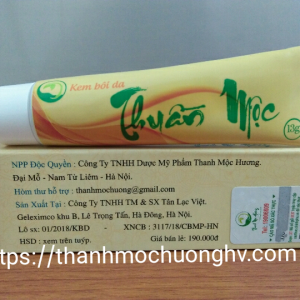 Kem bôi da
Thuần Mộc
13g
NPP Độc Quyền : Công Ty TNHH Dược Mỹ Phẩm Thanh Mộc Hương.
Đại Mỗ - Nam Từ Liêm - Hà Nội.
Hòm thư hỗ trợ : thanhmochuong@gmail.com
Sản Xuất Tại : Công Ty TNHH TM & SX Tân Lạc Việt.
Geleximco khu B, Lê Trọng Tấn, Hà Đông, Hà Nội.
Lô sx: 01/2018/KBD - XNCB : 3117/18/CBMP-HN
HSD : xem trên tuýp. Giá bán lẻ: 190.000đ
https://thanhmochuonghv.com/